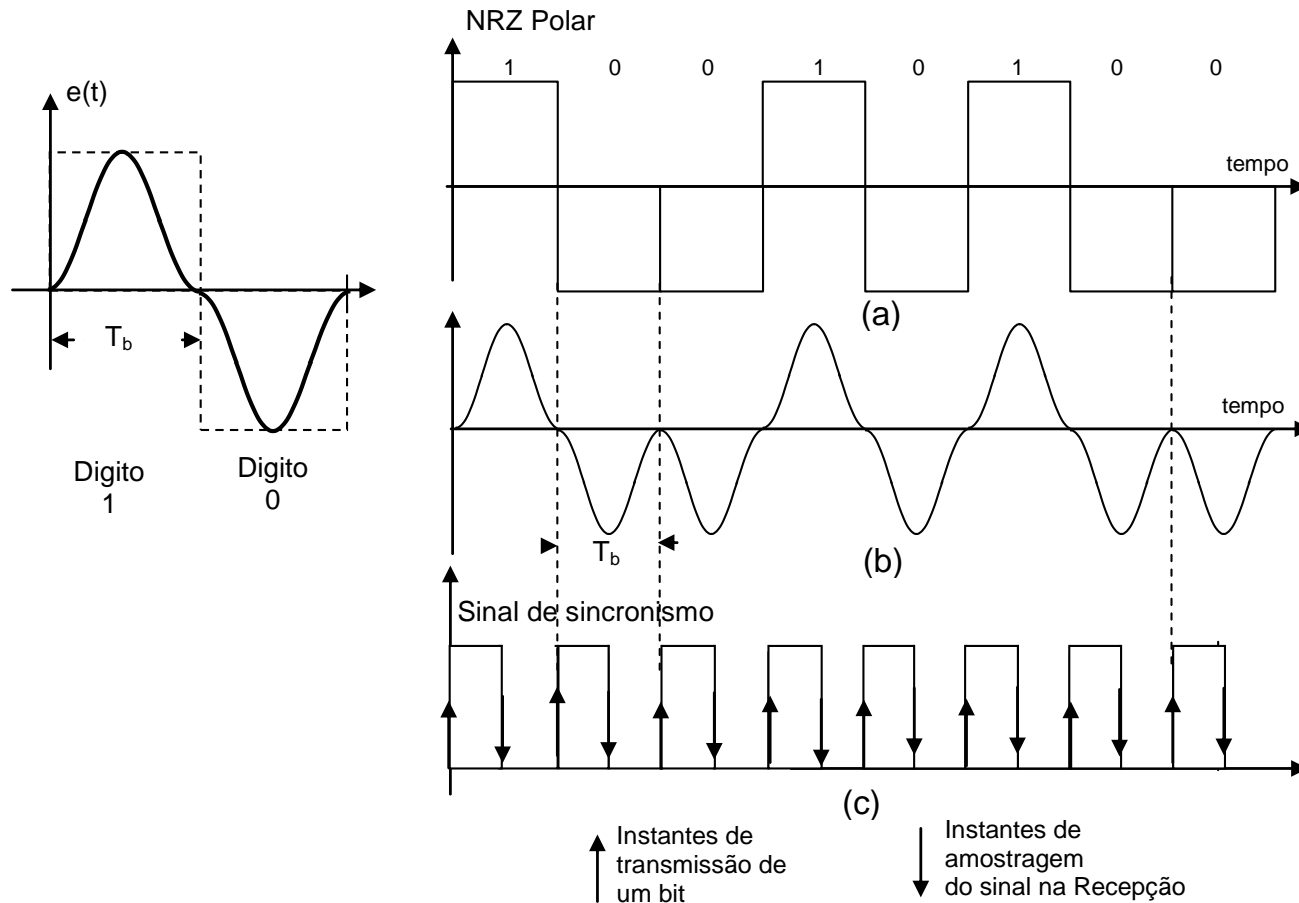 NRZ Polar
1 0 0 1 0 1 0 0
e(t)
tempo
T_b
(a)
Digito
1
Digito
0
tempo
T_b
(b)
Sinal de sincronismo
(c)
Instantes de
transmissão de
um bit
Instantes de
amostragem
do sinal na Recepção